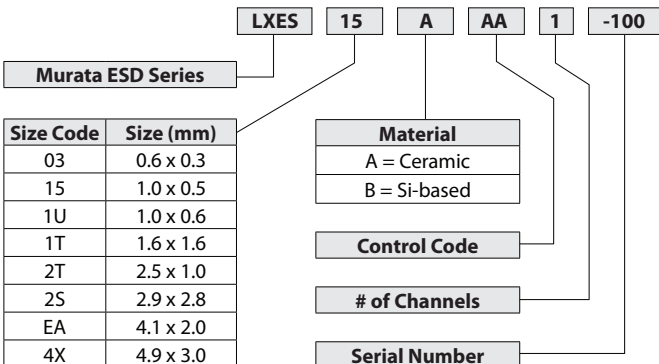 LXES 15 A AA 1 -100
Murata ESD Series
Size Code Size (mm)
03 0.6 x 0.3
15 1.0 x 0.5
1U 1.0 x 0.6
1T 1.6 x 1.6
2T 2.5 x 1.0
2S 2.9 x 2.8
EA 4.1 x 2.0
4X 4.9 x 3.0
Material
A = Ceramic
B = Si-based
Control Code
# of Channels
Serial Number